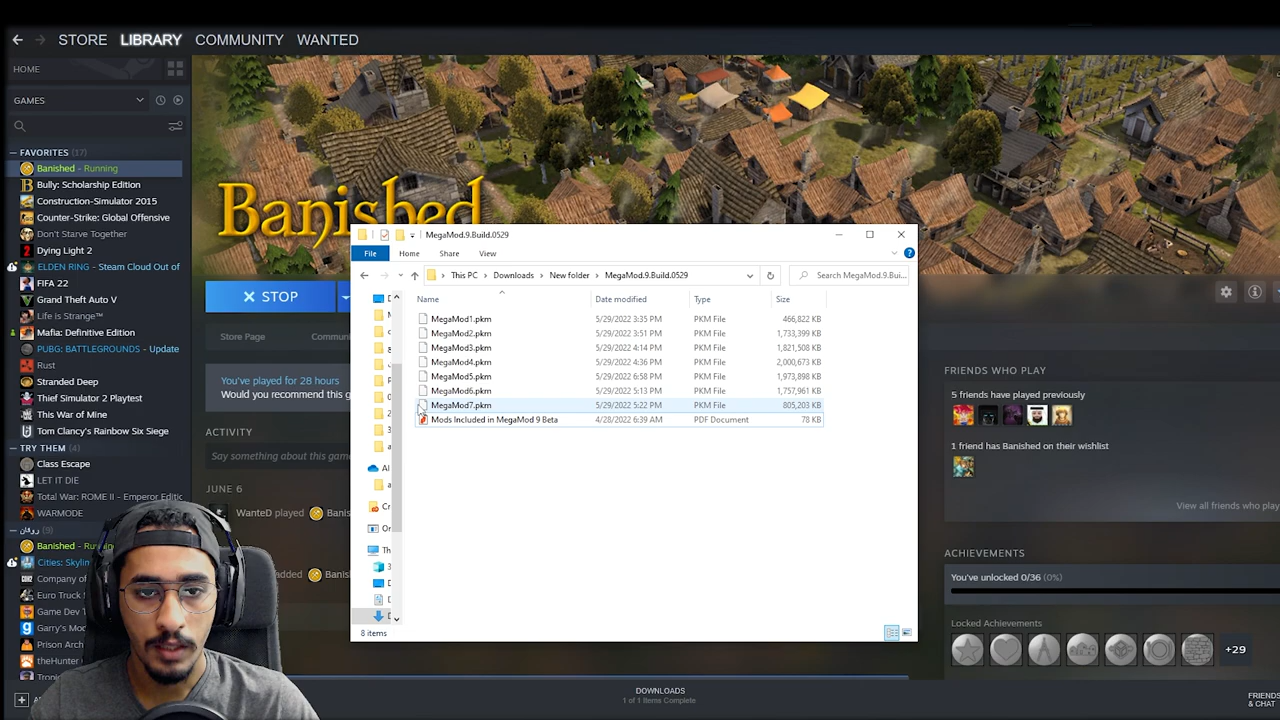 STORE LIBRARY COMMUNITY WANTED
HOME
GAMES
FAVORITES (17)
Banished - Running
Bully: Scholarship Edition
Construction-Simulator 2015
Counter-Strike: Global Offensive
Don't Starve Together
Dying Light 2
ELDEN RING - Steam Cloud Out of
FIFA 22
Grand Theft Auto V
Life is Strange™
Mafia: Definitive Edition
PUBG: BATTLEGROUNDS - Update
Rust
Stranded Deep
Thief Simulator 2 Playtest
This War of Mine
Tom Clancy's Rainbow Six Siege
TRY THEM (4)
Class Escape
LET IT DIE
Total War: ROME II - Emperor Editic
WARMODE
روقان (9)
Banished - Running
Cities: Skylin
Company of
Euro Truck
Game Dev T
Garry's Mod
Prison Arch
theHunter
Banished
STOP
Store Page
Commun
You've played for 28 hours
Would you recommend this g
ACTIVITY
Say something about this game
JUNE 6
WanteD played
Banis
added
Banish
MegaMod.9.Build.0529
File Home Share View
This PC Downloads New folder MegaMod.9.Build.0529
Search MegaMod.9.Bui...
Name Date modified Type Size
MegaMod1.pkm 5/29/2022 3:35 PM PKM File 466,822 KB
MegaMod2.pkm 5/29/2022 3:51 PM PKM File 1,733,399 KB
MegaMod3.pkm 5/29/2022 4:14 PM PKM File 1,821,508 KB
MegaMod4.pkm 5/29/2022 4:36 PM PKM File 2,000,673 KB
MegaMod5.pkm 5/29/2022 6:58 PM PKM File 1,973,898 KB
MegaMod6.pkm 5/29/2022 5:13 PM PKM File 1,757,961 KB
MegaMod7.pkm 5/29/2022 5:22 PM PKM File 805,203 KB
Mods Included in MegaMod 9 Beta 4/28/2022 6:39 AM PDF Document 78 KB
8 items
FRIENDS WHO PLAY
5 friends have played previously
1 friend has Banished on their wishlist
View all friends who play
ACHIEVEMENTS
You've unlocked 0/36 (0%)
Locked Achievements
+29
DOWNLOADS
1 of 1 Items Complete
FRIENDS
& CHAT